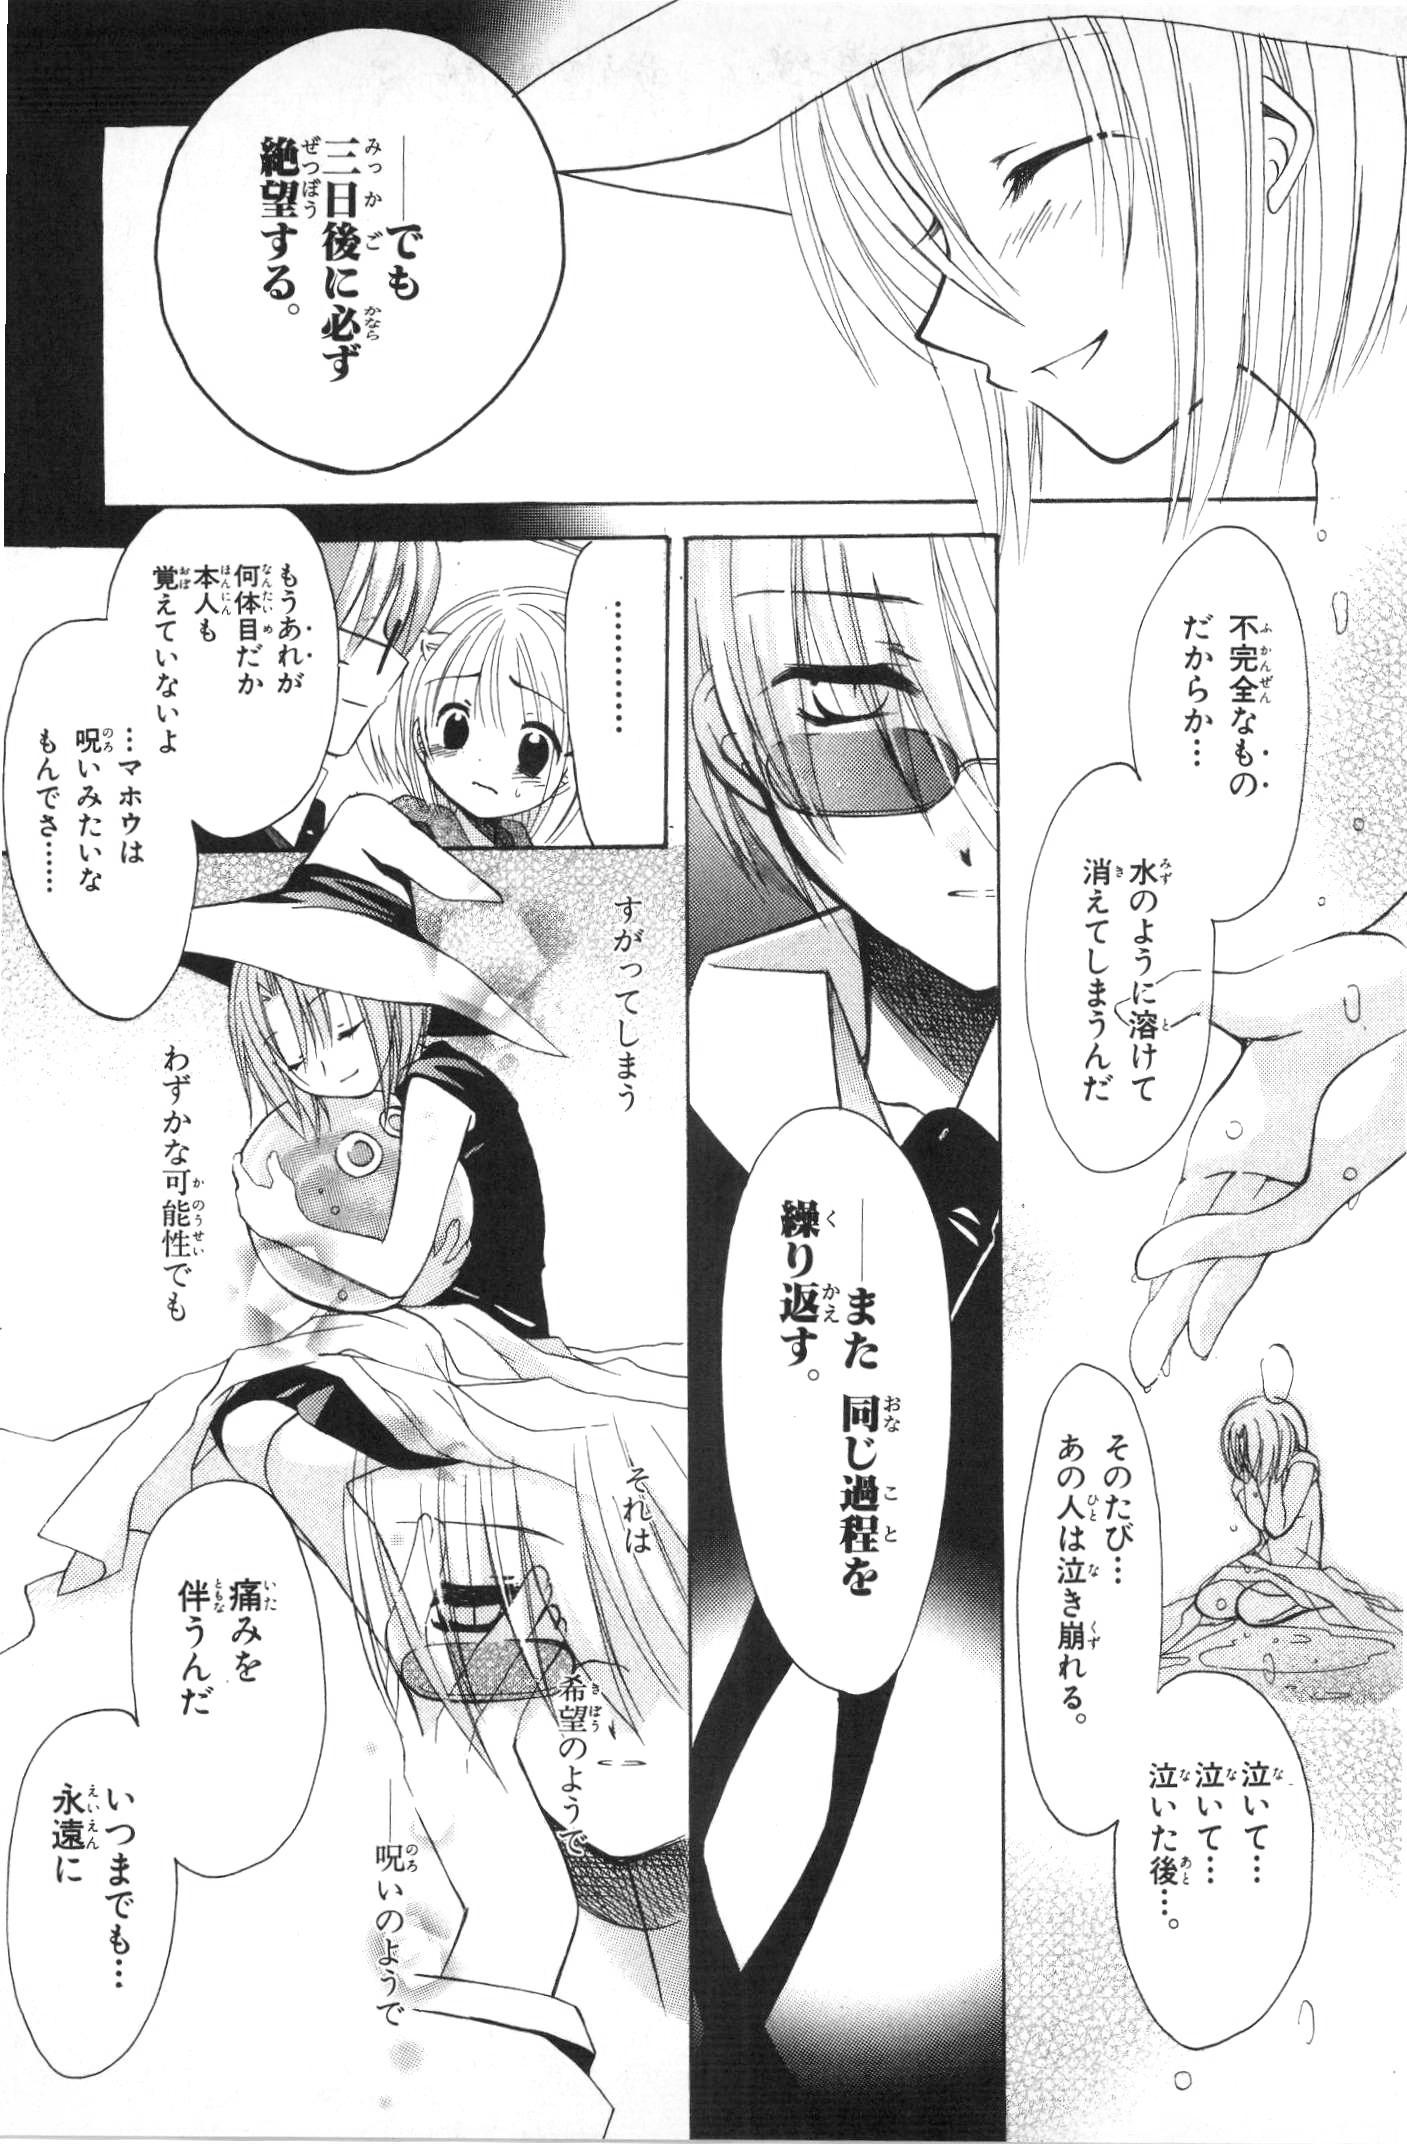 ――でも
三日後に必ず
絶望する。
不完全なもの
だからか…
水のように溶けて
消えてしまうんだ
そのたび…
あの人は泣き崩れる。
泣いて…
泣いて…
泣いた後…。
――また 同じ過程を
繰り返す。
…………
もうあれが
何体目だか
本人も
覚えていないよ
…マホウは
呪いみたいな
もんでさ………
すがってしまう
わずかな可能性でも
それは
希望のようで
――呪いのようで
痛みを
伴うんだ
いつまでも…
永遠に